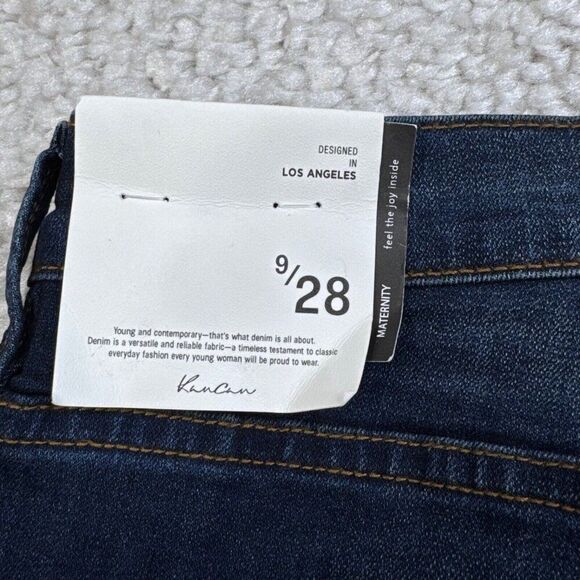 DESIGNED
IN
LOS ANGELES
9/28
Young and contemporary—that's what denim is all about.
Denim is a versatile and reliable fabric—a timeless testament to classic
everyday fashion every young woman will be proud to wear.
KanCan
MATERNITY feel the joy inside